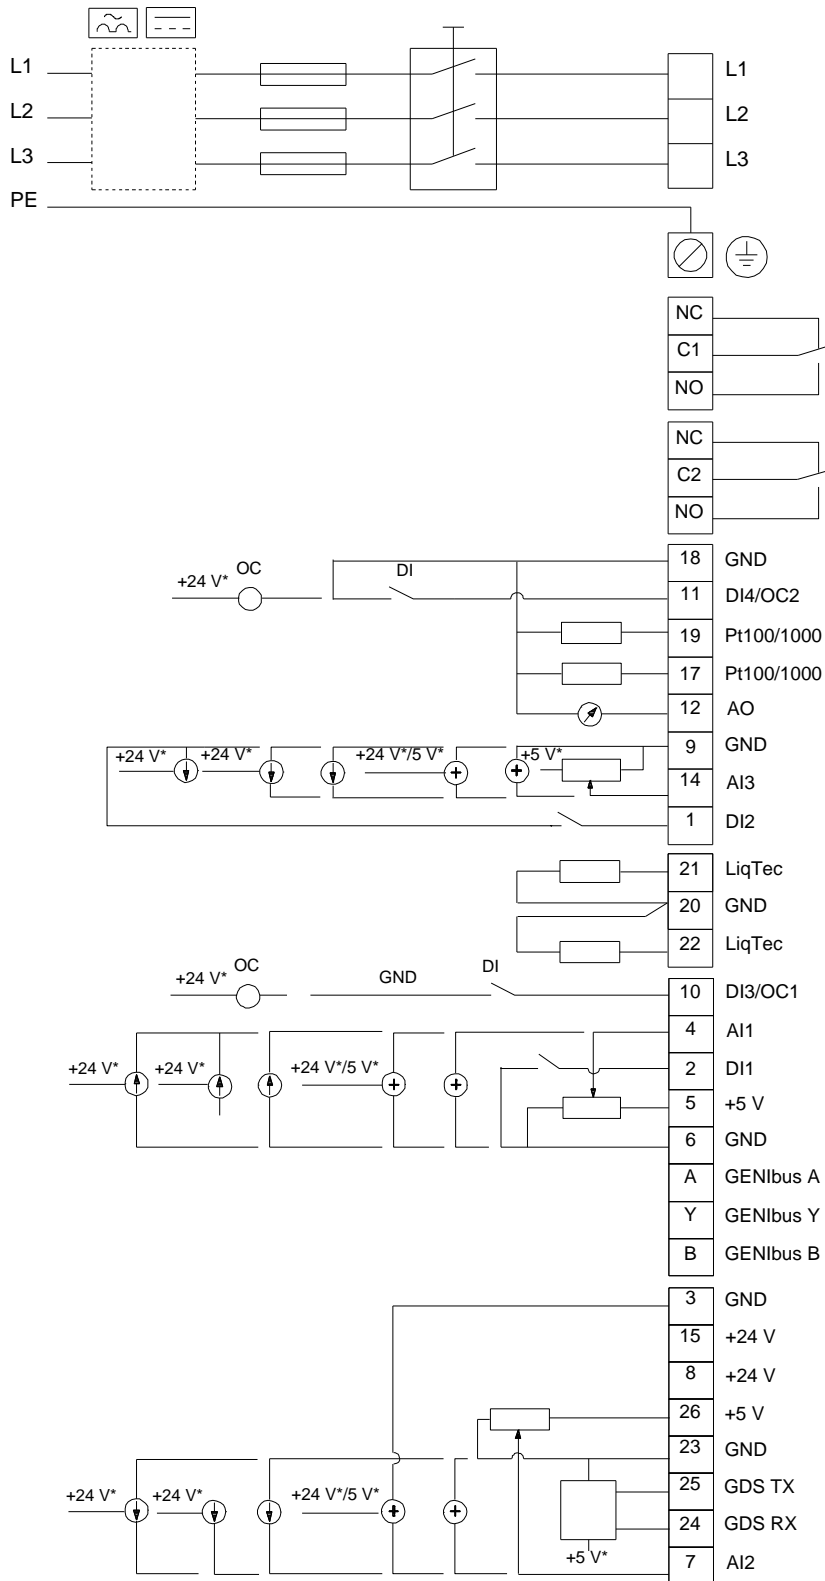 L1
L1
L2
L2
L3
L3
PE
NC
C1
NO
NC
C2
NO
18 GND
+24 V* OC DI
11 DI4/OC2
19 Pt100/1000
17 Pt100/1000
12 AO
9 GND
+24 V* +24 V* +24 V*/5 V* +5 V*
14 AI3
1 DI2
21 LiqTec
20 GND
22 LiqTec
+24 V* OC GND DI
10 DI3/OC1
4 AI1
+24 V* +24 V* +24 V*/5 V*
2 DI1
5 +5 V
6 GND
A GENIbus A
Y GENIbus Y
B GENIbus B
3 GND
15 +24 V
8 +24 V
26 +5 V
23 GND
25 GDS TX
+24 V* +24 V* +24 V*/5 V*
24 GDS RX
+5 V*
7 AI2